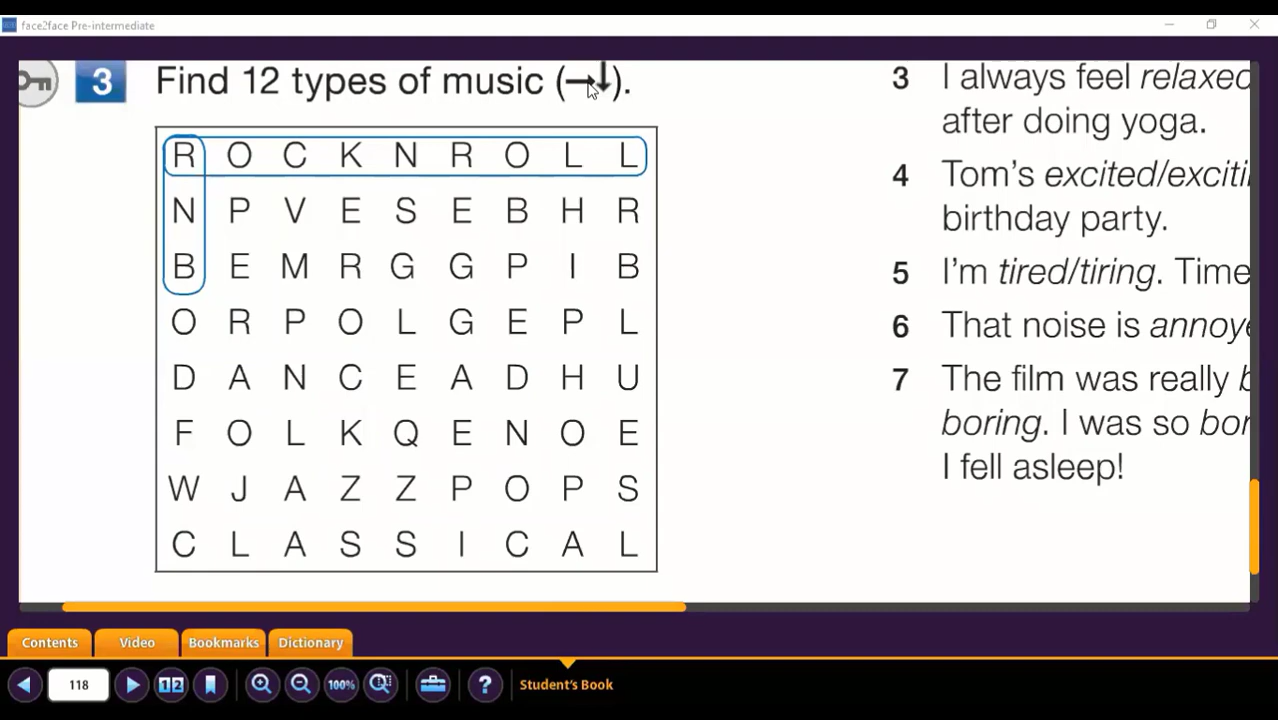 face2face Pre-intermediate
3 Find 12 types of music (→↓).
R O C K N R O L L
N P V E S E B H R
B E M R G G P I B
O R P O L G E P L
D A N C E A D H U
F O L K Q E N O E
W J A Z Z P O P S
C L A S S I C A L
3 I always feel relaxed
after doing yoga.
4 Tom's excited/exciti
birthday party.
5 I'm tired/tiring. Time
6 That noise is annoye
7 The film was really b
boring. I was so bor
I fell asleep!
Contents Video Bookmarks Dictionary
118 1 2 100% ? Student's Book